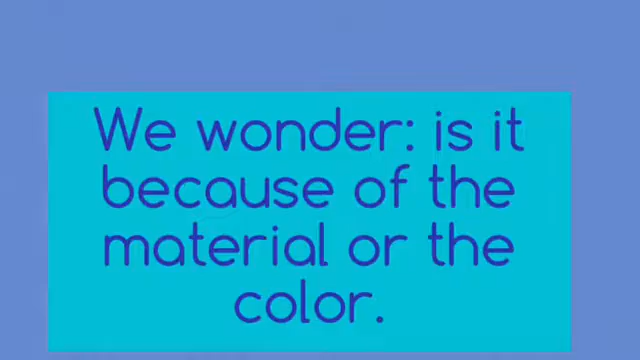 We wonder: is it
because of the
material or the
color.